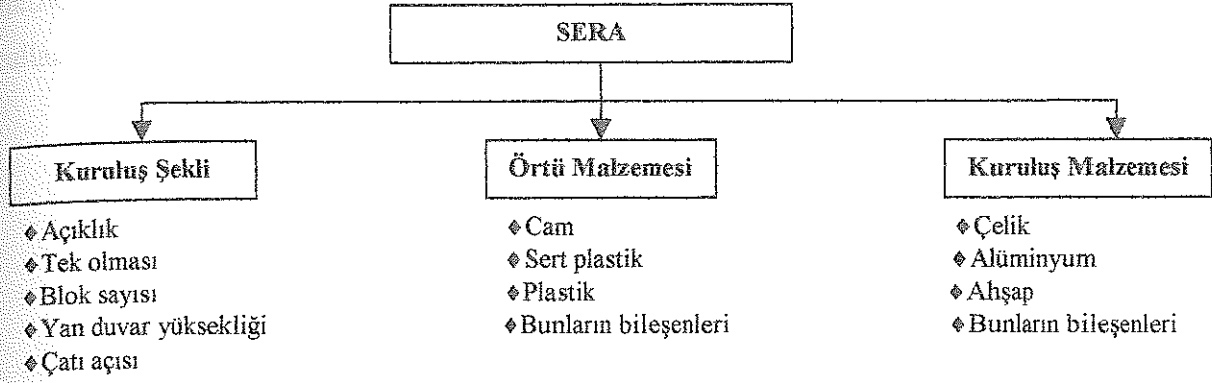 SERA
Kuruluş Şekli
◆Açıklık
◆Tek olması
◆Blok sayısı
◆Yan duvar yüksekliği
◆Çatı açısı
Örtü Malzemesi
◆Cam
◆Sert plastik
◆Plastik
◆Bunların bileşenleri
Kuruluş Malzemesi
◆Çelik
◆Alüminyum
◆Ahşap
◆Bunların bileşenleri